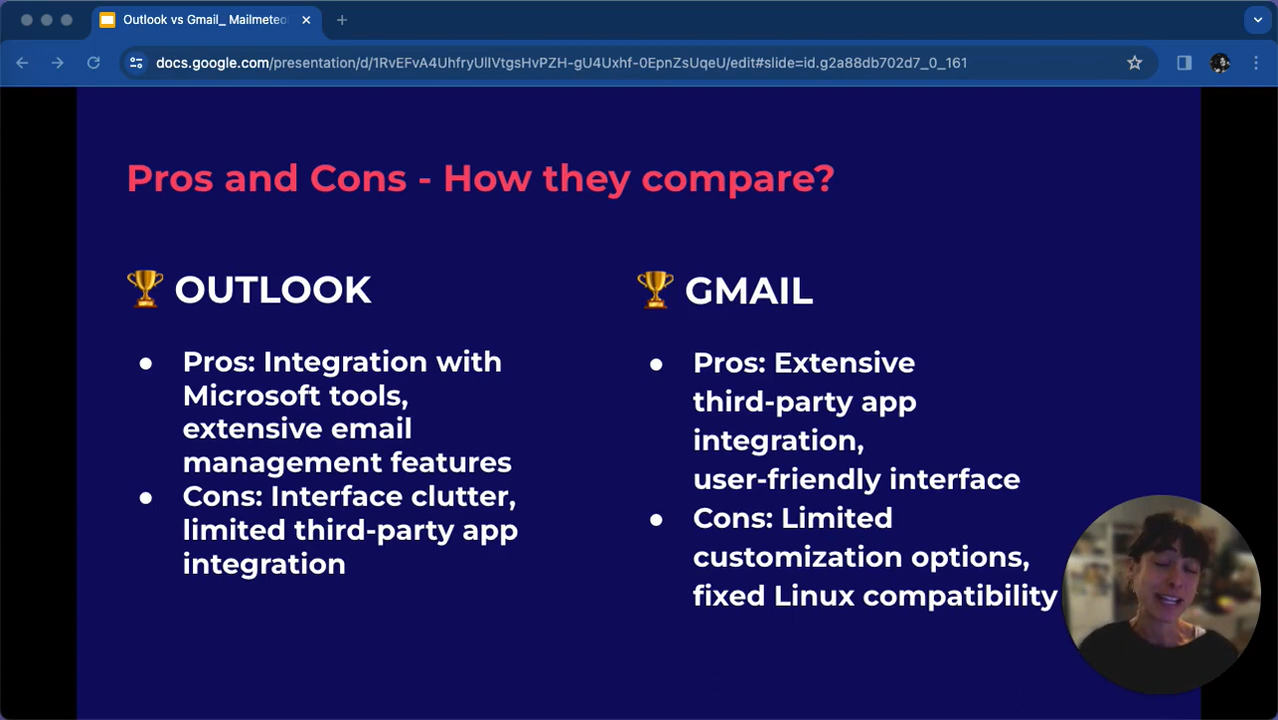 Outlook vs Gmail_ Mailmeteo
docs.google.com/presentation/d/1RvEFvA4UhfryUlIVtgsHvPZH-gU4Uxhf-0EpnZsUqeU/edit#slide=id.g2a88db702d7_0_161
Pros and Cons - How they compare?
🏆 OUTLOOK
● Pros: Integration with
Microsoft tools,
extensive email
management features
● Cons: Interface clutter,
limited third-party app
integration
🏆 GMAIL
● Pros: Extensive
third-party app
integration,
user-friendly interface
● Cons: Limited
customization options,
fixed Linux compatibility